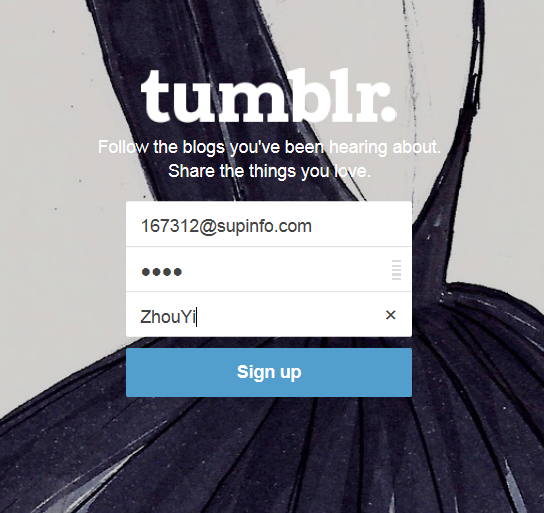 tumblr.
Follow the blogs you've been hearing about.
Share the things you love.
167312@supinfo.com
●●●●
ZhouYi
Sign up